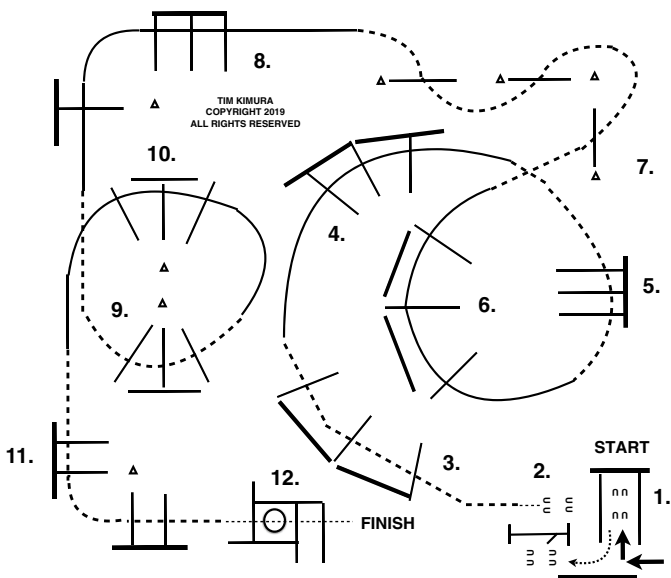 8.
TIM KIMURA
COPYRIGHT 2019
ALL RIGHTS RESERVED
10.
7.
4.
5.
9.
6.
START
11.
3.
2.
1.
12.
FINISH